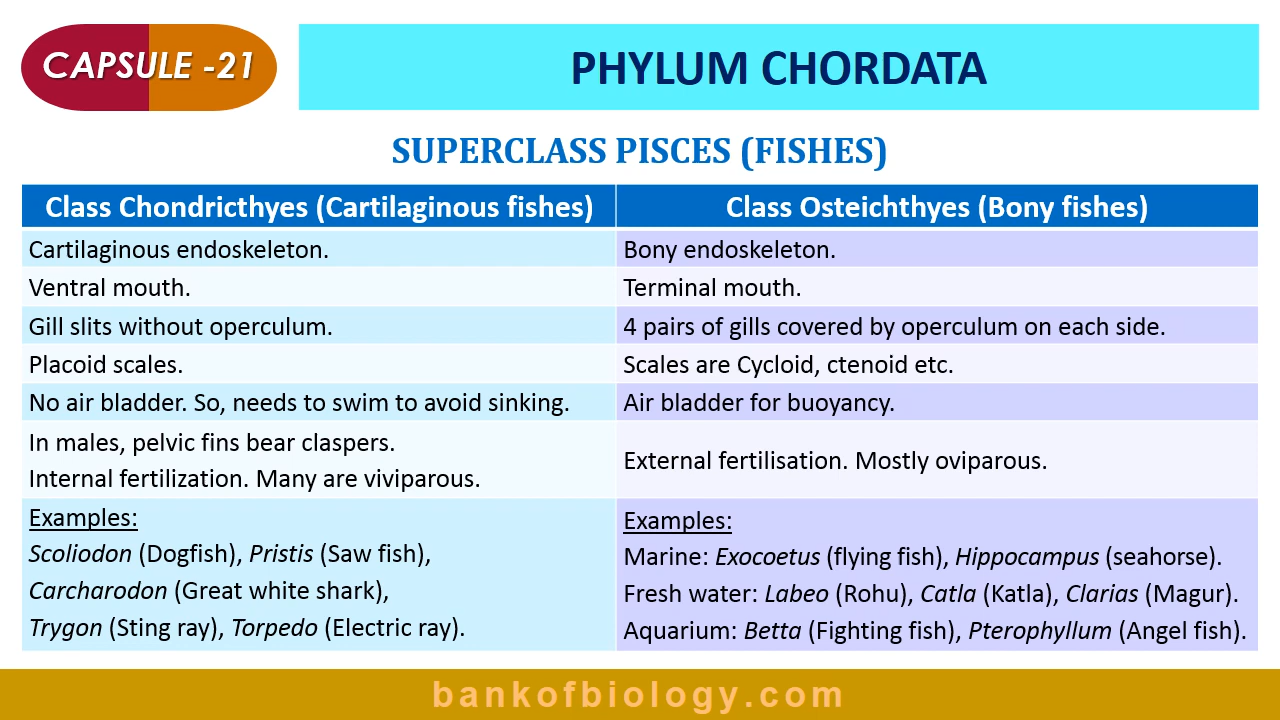 CAPSULE -21
PHYLUM CHORDATA
SUPERCLASS PISCES (FISHES)
Class Chondricthyes (Cartilaginous fishes)
Class Osteichthyes (Bony fishes)
Cartilaginous endoskeleton.
Bony endoskeleton.
Ventral mouth.
Terminal mouth.
Gill slits without operculum.
4 pairs of gills covered by operculum on each side.
Placoid scales.
Scales are Cycloid, ctenoid etc.
No air bladder. So, needs to swim to avoid sinking.
Air bladder for buoyancy.
In males, pelvic fins bear claspers.
Internal fertilization. Many are viviparous.
External fertilisation. Mostly oviparous.
Examples:
Scoliodon (Dogfish), Pristis (Saw fish),
Carcharodon (Great white shark),
Trygon (Sting ray), Torpedo (Electric ray).
Examples:
Marine: Exocoetus (flying fish), Hippocampus (seahorse).
Fresh water: Labeo (Rohu), Catla (Katla), Clarias (Magur).
Aquarium: Betta (Fighting fish), Pterophyllum (Angel fish).
bankofbiology.com